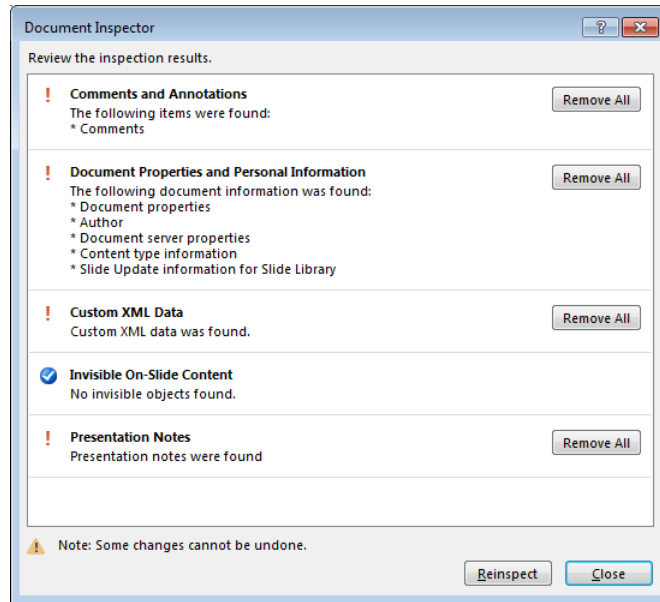 Document Inspector
Review the inspection results.
! Comments and Annotations
Remove All
The following items were found:
* Comments
! Document Properties and Personal Information
Remove All
The following document information was found:
* Document properties
* Author
* Document server properties
* Content type information
* Slide Update information for Slide Library
! Custom XML Data
Remove All
Custom XML data was found.
Invisible On-Slide Content
No invisible objects found.
! Presentation Notes
Remove All
Presentation notes were found
Note: Some changes cannot be undone.
Reinspect Close